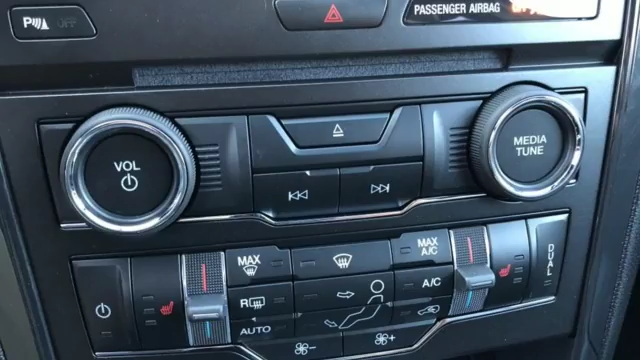 P OFF
PASSENGER AIRBAG
VOL
MEDIA
TUNE
MAX
MAX
A/C
DUAL
R
A/C
AUTO
- +